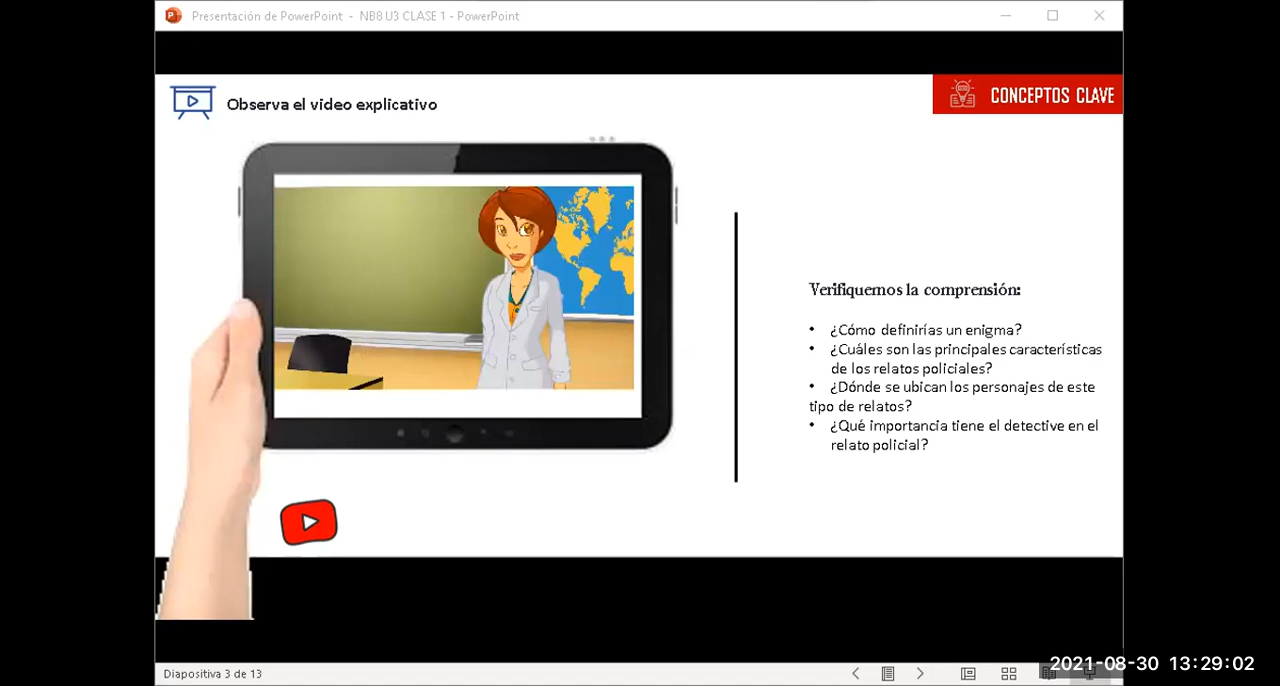 Presentación de PowerPoint - NB8 U3 CLASE 1 - PowerPoint
Observa el video explicativo
CONCEPTOS CLAVE
Verifiquemos la comprensión:
• ¿Cómo definirías un enigma?
• ¿Cuáles son las principales características
de los relatos policiales?
• ¿Dónde se ubican los personajes de este
tipo de relatos?
• ¿Qué importancia tiene el detective en el
relato policial?
Diapositiva 3 de 13
2021-08-30 13:29:02